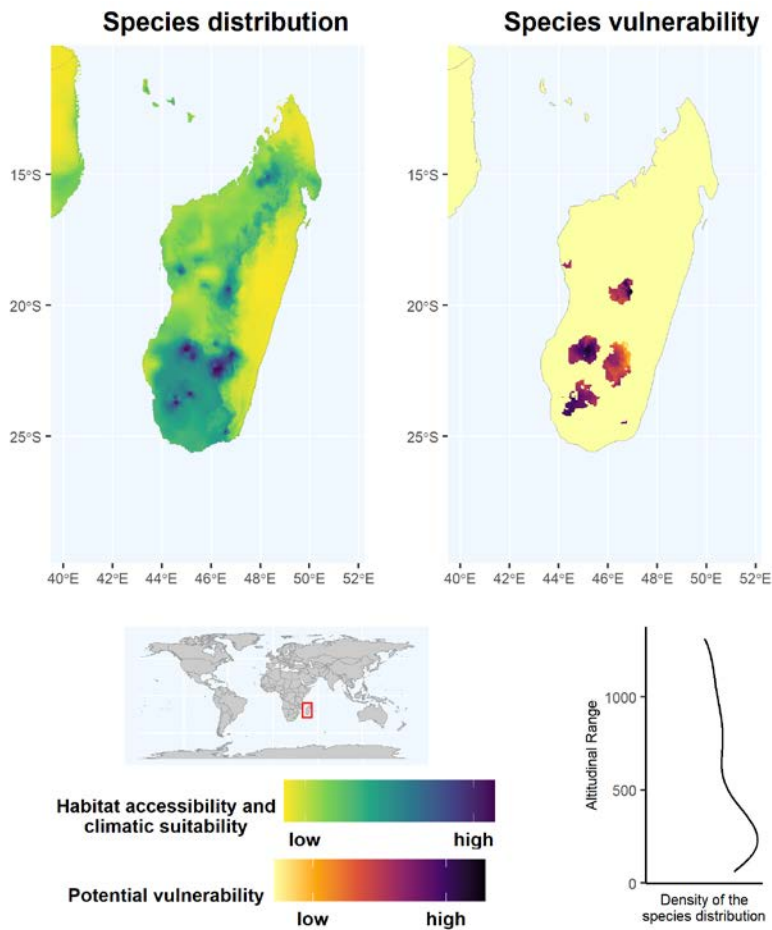 Species distribution
Species vulnerability
15°S
20°S
25°S
40°E 44°E 46°E 48°E 50°E 52°E
15°S
20°S
25°S
40°E 44°E 46°E 48°E 50°E 52°E
Habitat accessibility and
climatic suitability
low high
Potential vulnerability
low high
Altitudinal Range
1000
500
0
Density of the
species distribution